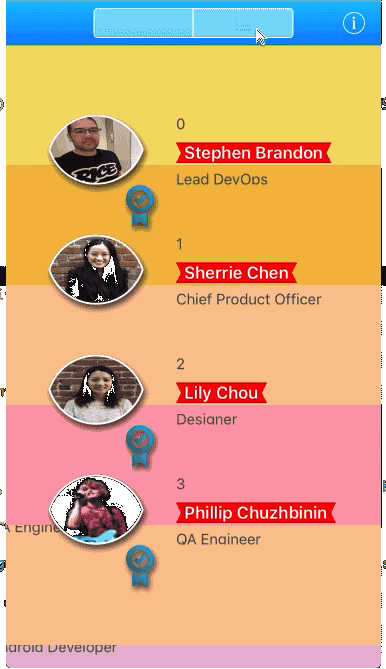 0
Stephen Brandon
Lead DevOps
RICE
1
Sherrie Chen
Chief Product Officer
2
Lily Chou
Designer
3
Phillip Chuzhbinin
QA Engineer
A Engine
ndroid Developer